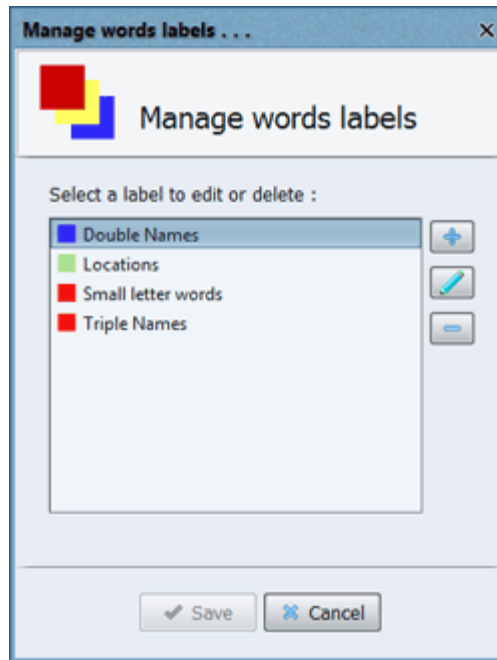 Manage words labels . . .
Manage words labels
Select a label to edit or delete :
Double Names
Locations
Small letter words
Triple Names
Save
Cancel